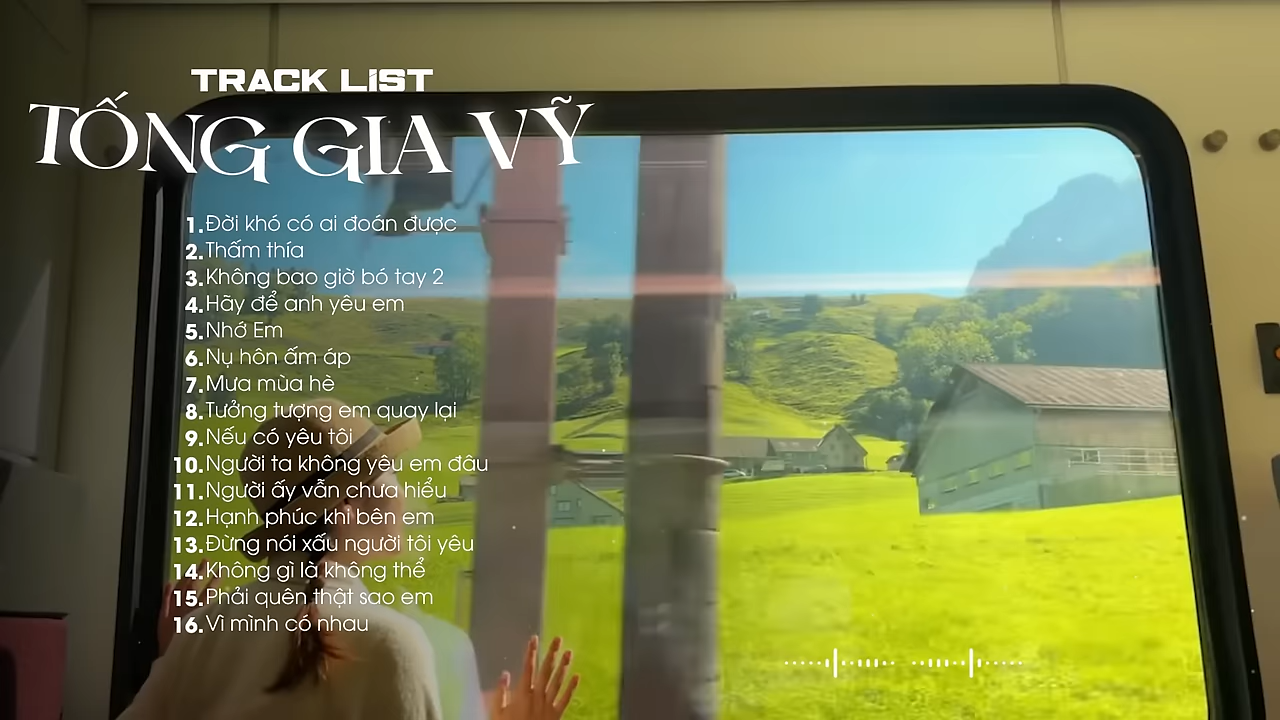 TRACK LIST
TỐNG GIA VỸ
1.Đời khó có ai đoán được
2.Thấm thía
3.Không bao giờ bó tay 2
4.Hãy để anh yêu em
5.Nhớ Em
6.Nụ hôn ấm áp
7.Mưa mùa hè
8.Tưởng tượng em quay lại
9.Nếu có yêu tôi
10.Người ta không yêu em đâu
11.Người ấy vẫn chưa hiểu
12.Hạnh phúc khi bên em
13.Đừng nói xấu người tôi yêu
14.Không gì là không thể
15.Phải quên thật sao em
16.Vì mình có nhau